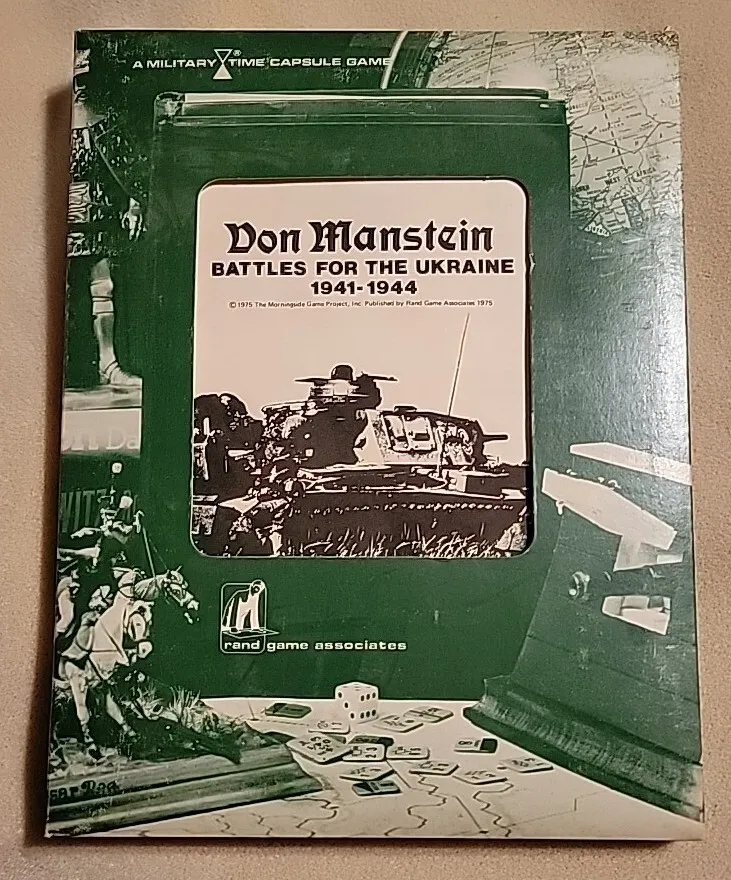 A MILITARY TIME CAPSULE GAME
Von Manstein
BATTLES FOR THE UKRAINE
1941-1944
© 1975 The Morningside Game Project, Inc. Published by Rand Game Associates 1975
rand game associates